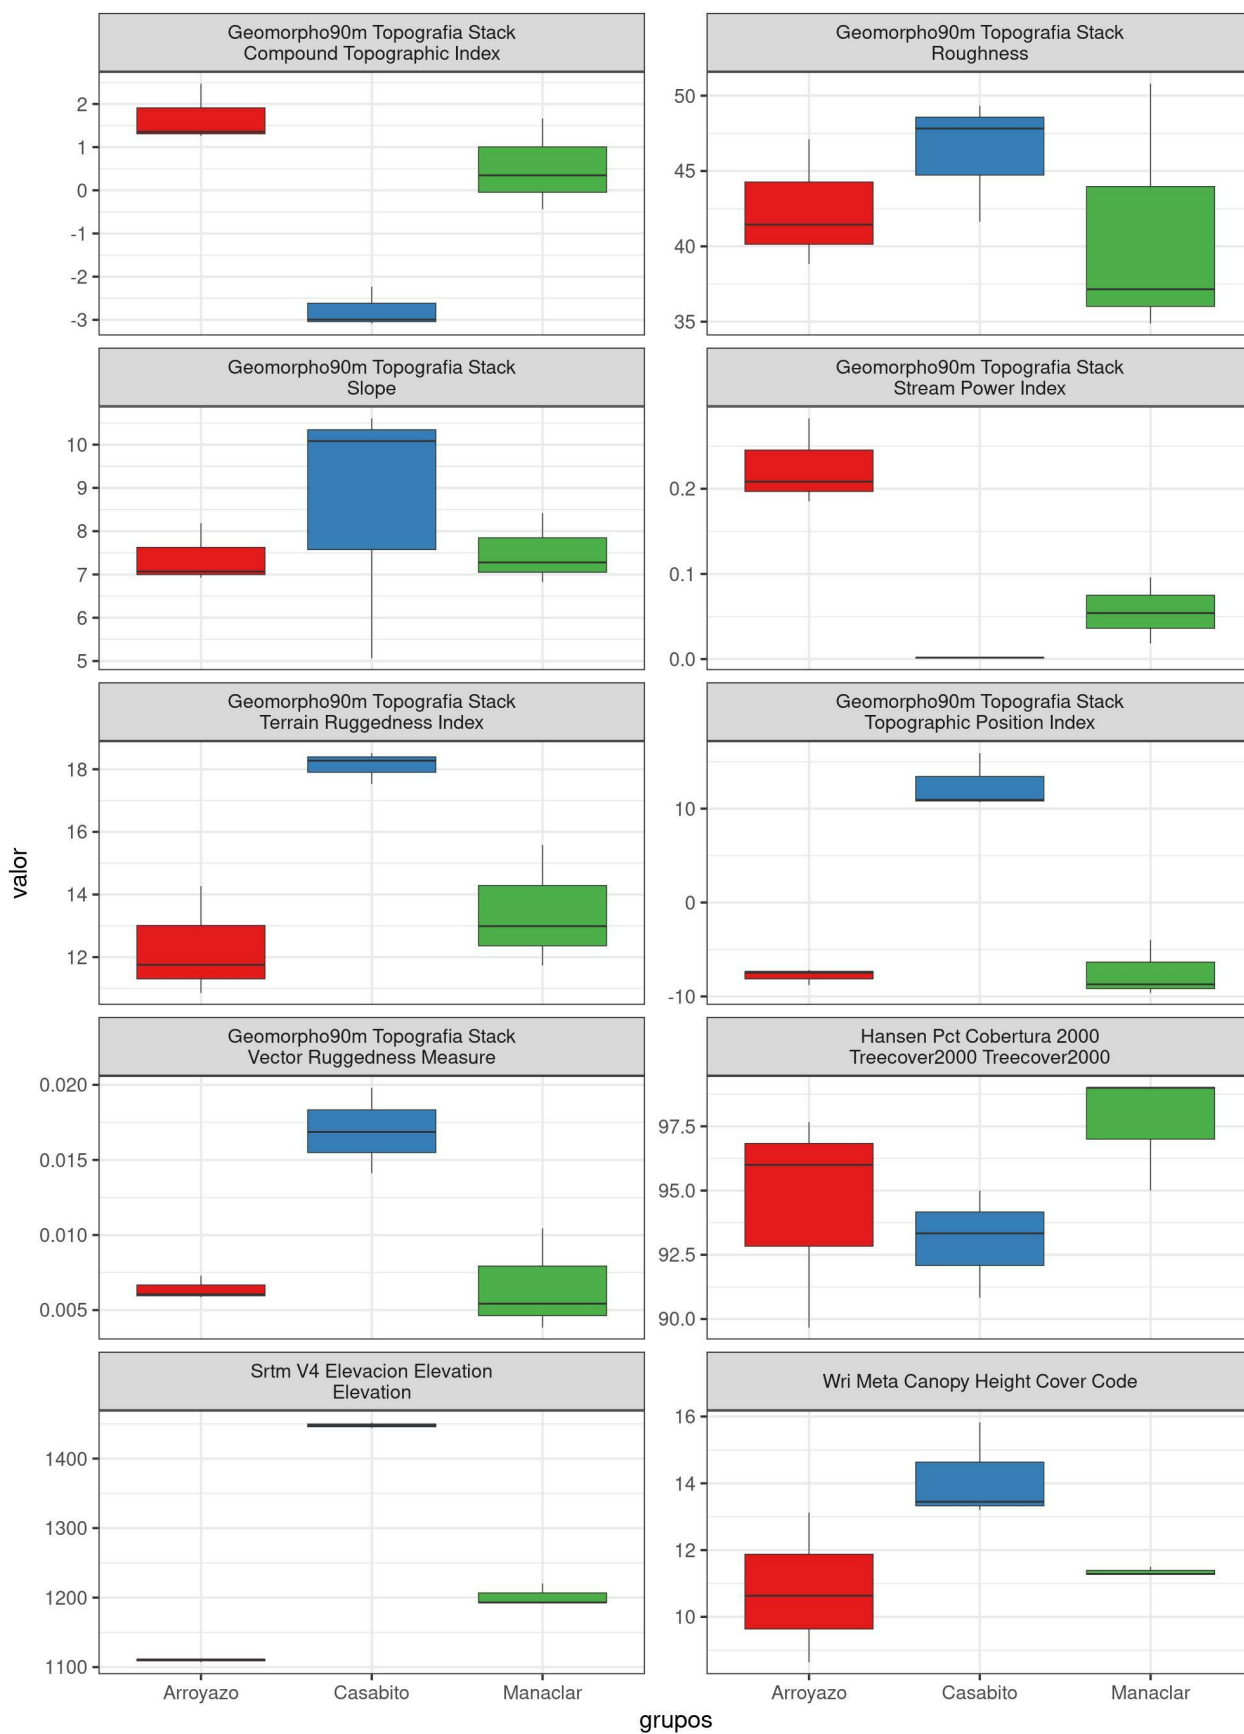 Geomorpho90m Topografia Stack
Compound Topographic Index
2
1
0
-1
-2
-3
Geomorpho90m Topografia Stack
Roughness
50
45
40
35
Geomorpho90m Topografia Stack
Slope
10
9
8
7
6
5
Geomorpho90m Topografia Stack
Stream Power Index
0.2
0.1
0.0
Geomorpho90m Topografia Stack
Terrain Ruggedness Index
18
16
14
12
Geomorpho90m Topografia Stack
Topographic Position Index
10
0
-10
Geomorpho90m Topografia Stack
Vector Ruggedness Measure
0.020
0.015
0.010
0.005
Hansen Pct Cobertura 2000
Treecover2000 Treecover2000
97.5
95.0
92.5
90.0
Srtm V4 Elevacion Elevation
Elevation
1400
1300
1200
1100
Arroyazo Casabito Manaclar
Wri Meta Canopy Height Cover Code
16
14
12
10
Arroyazo Casabito Manaclar
valor
grupos